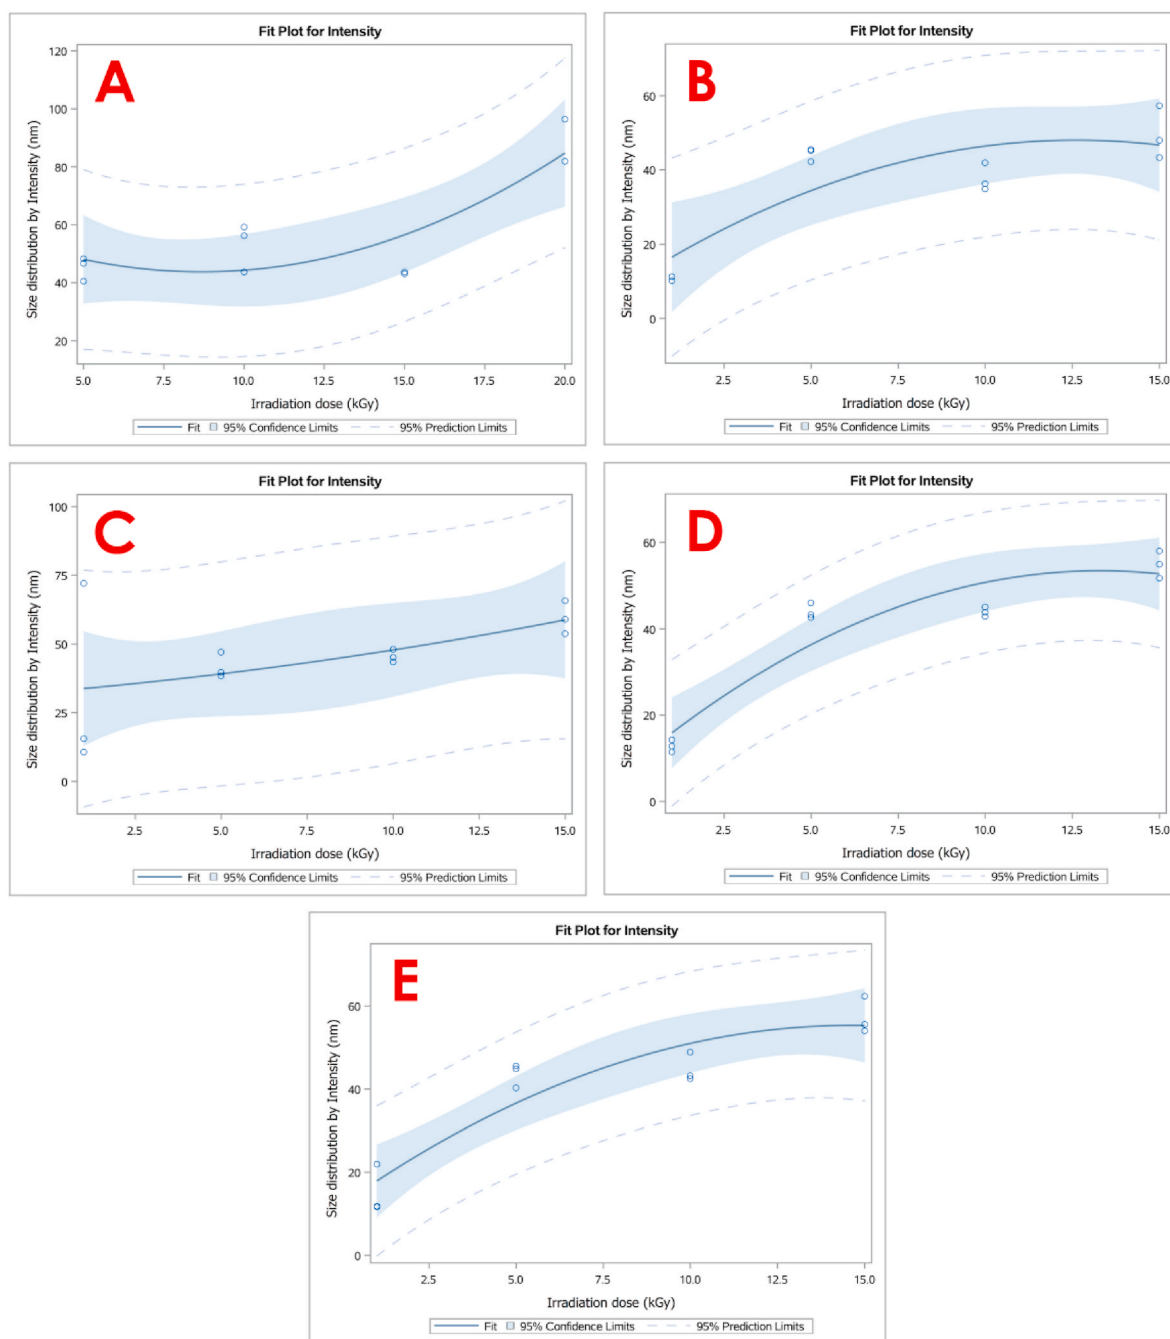 Fit Plot for Intensity
A
Size distribution by Intensity (nm)
120
100
80
60
40
20
5.0 7.5 10.0 12.5 15.0 17.5 20.0
Irradiation dose (kGy)
Fit 95% Confidence Limits 95% Prediction Limits
Fit Plot for Intensity
B
Size distribution by Intensity (nm)
60
40
20
0
2.5 5.0 7.5 10.0 12.5 15.0
Irradiation dose (kGy)
Fit 95% Confidence Limits 95% Prediction Limits
Fit Plot for Intensity
C
Size distribution by Intensity (nm)
100
75
50
25
0
2.5 5.0 7.5 10.0 12.5 15.0
Irradiation dose (kGy)
Fit 95% Confidence Limits 95% Prediction Limits
Fit Plot for Intensity
D
Size distribution by Intensity (nm)
60
40
20
0
2.5 5.0 7.5 10.0 12.5 15.0
Irradiation dose (kGy)
Fit 95% Confidence Limits 95% Prediction Limits
Fit Plot for Intensity
E
Size distribution by Intensity (nm)
60
40
20
0
2.5 5.0 7.5 10.0 12.5 15.0
Irradiation dose (kGy)
Fit 95% Confidence Limits 95% Prediction Limits